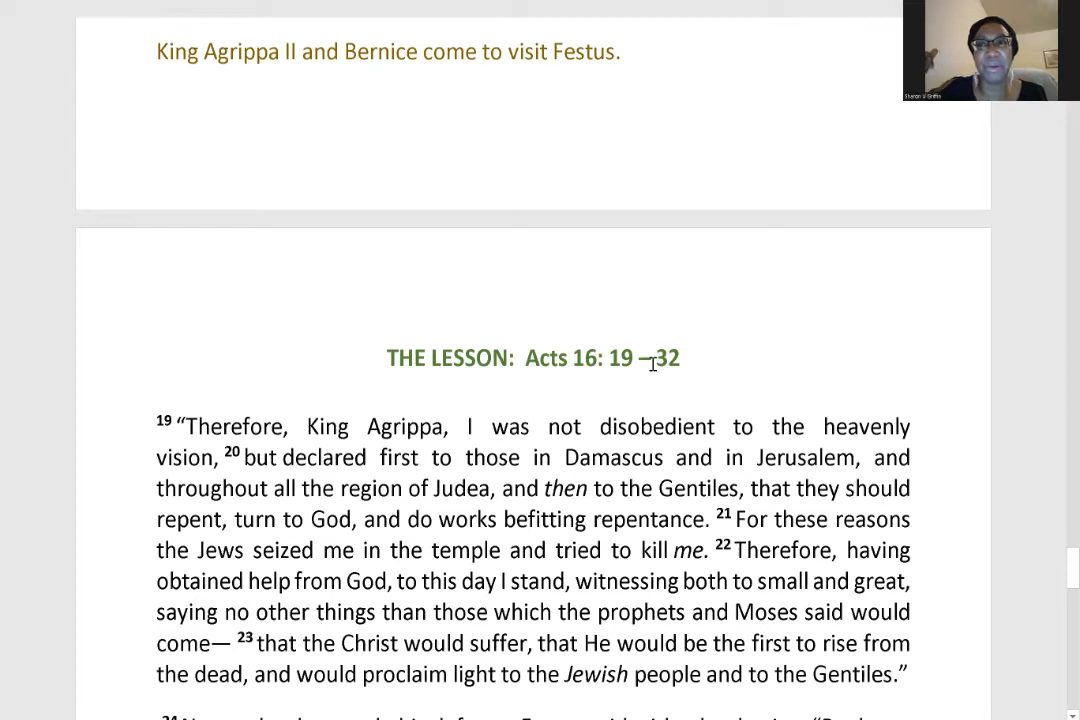 King Agrippa II and Bernice come to visit Festus.
Sharon V Griffin
THE LESSON:  Acts 16: 19 –32
19 “Therefore, King Agrippa, I was not disobedient to the heavenly
vision, 20 but declared first to those in Damascus and in Jerusalem, and
throughout all the region of Judea, and then to the Gentiles, that they should
repent, turn to God, and do works befitting repentance. 21 For these reasons
the Jews seized me in the temple and tried to kill me. 22 Therefore, having
obtained help from God, to this day I stand, witnessing both to small and great,
saying no other things than those which the prophets and Moses said would
come— 23 that the Christ would suffer, that He would be the first to rise from
the dead, and would proclaim light to the Jewish people and to the Gentiles.”